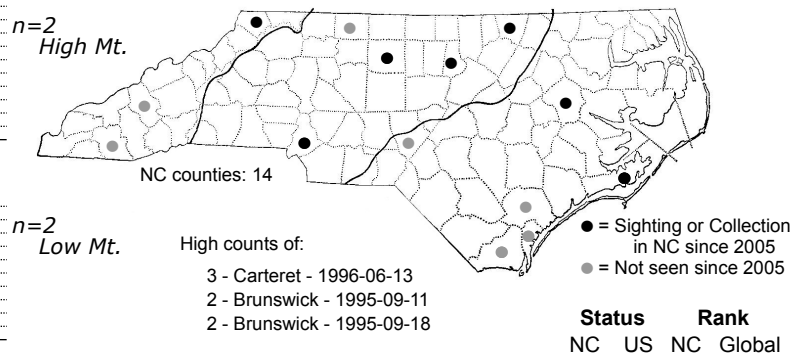 n=2
High Mt.
NC counties: 14
n=2
Low Mt.
High counts of:
3 - Carteret - 1996-06-13
2 - Brunswick - 1995-09-11
2 - Brunswick - 1995-09-18
= Sighting or Collection
in NC since 2005
= Not seen since 2005
Status Rank
NC US NC Global